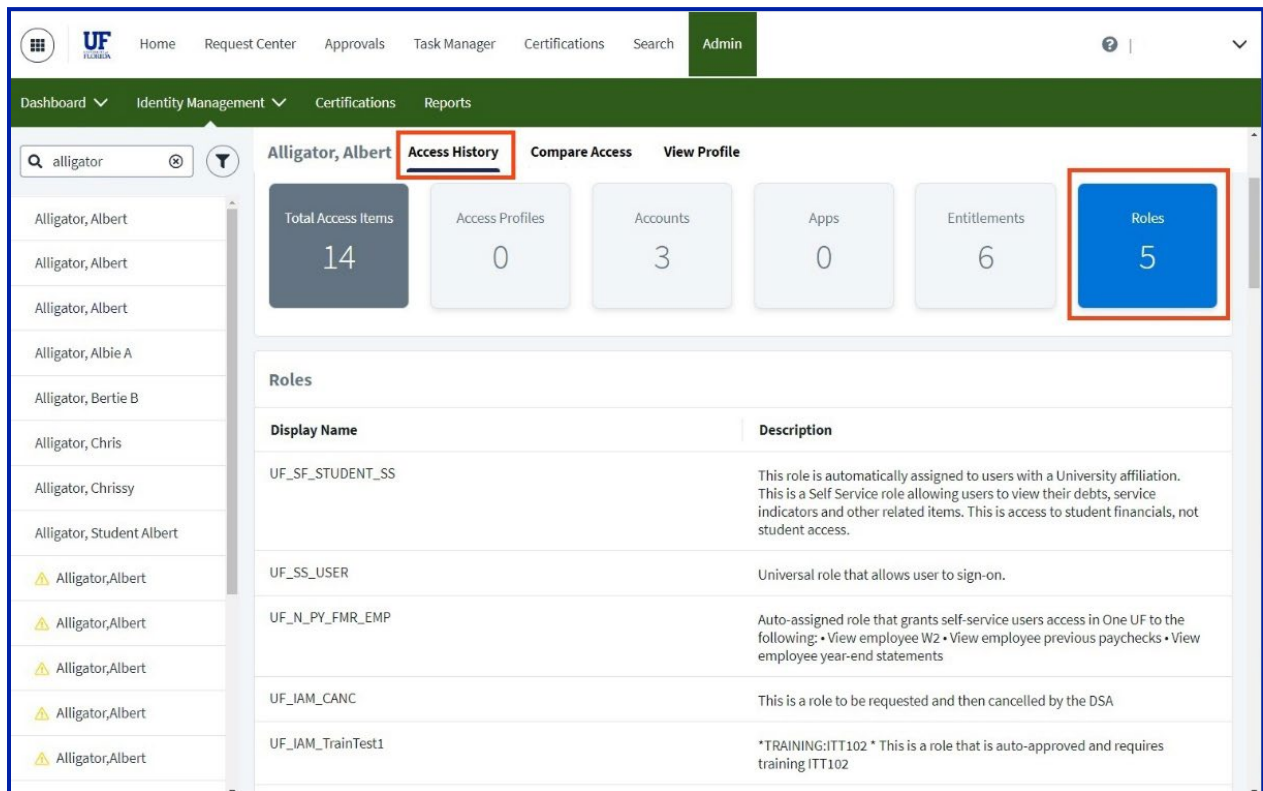 UF Home Request Center Approvals Task Manager Certifications Search Admin
Dashboard Identity Management Certifications Reports
alligator
Alligator, Albert Access History Compare Access View Profile
Alligator, Albert
Alligator, Albert
Alligator, Albert
Alligator, Albie A
Alligator, Bertie B
Alligator, Chris
Alligator, Chrissy
Alligator, Student Albert
Alligator,Albert
Alligator,Albert
Alligator,Albert
Alligator,Albert
Alligator,Albert
Total Access Items
14
Access Profiles
0
Accounts
3
Apps
0
Entitlements
6
Roles
5
Roles
Display Name Description
UF_SF_STUDENT_SS
This role is automatically assigned to users with a University affiliation.
This is a Self Service role allowing users to view their debts, service
indicators and other related items. This is access to student financials, not
student access.
UF_SS_USER
Universal role that allows user to sign-on.
UF_N_PY_FMR_EMP
Auto-assigned role that grants self-service users access in One UF to the
following: • View employee W2 • View employee previous paychecks • View
employee year-end statements
UF_IAM_CANC
This is a role to be requested and then cancelled by the DSA
UF_IAM_TrainTest1
*TRAINING:ITT102 * This is a role that is auto-approved and requires
training ITT102